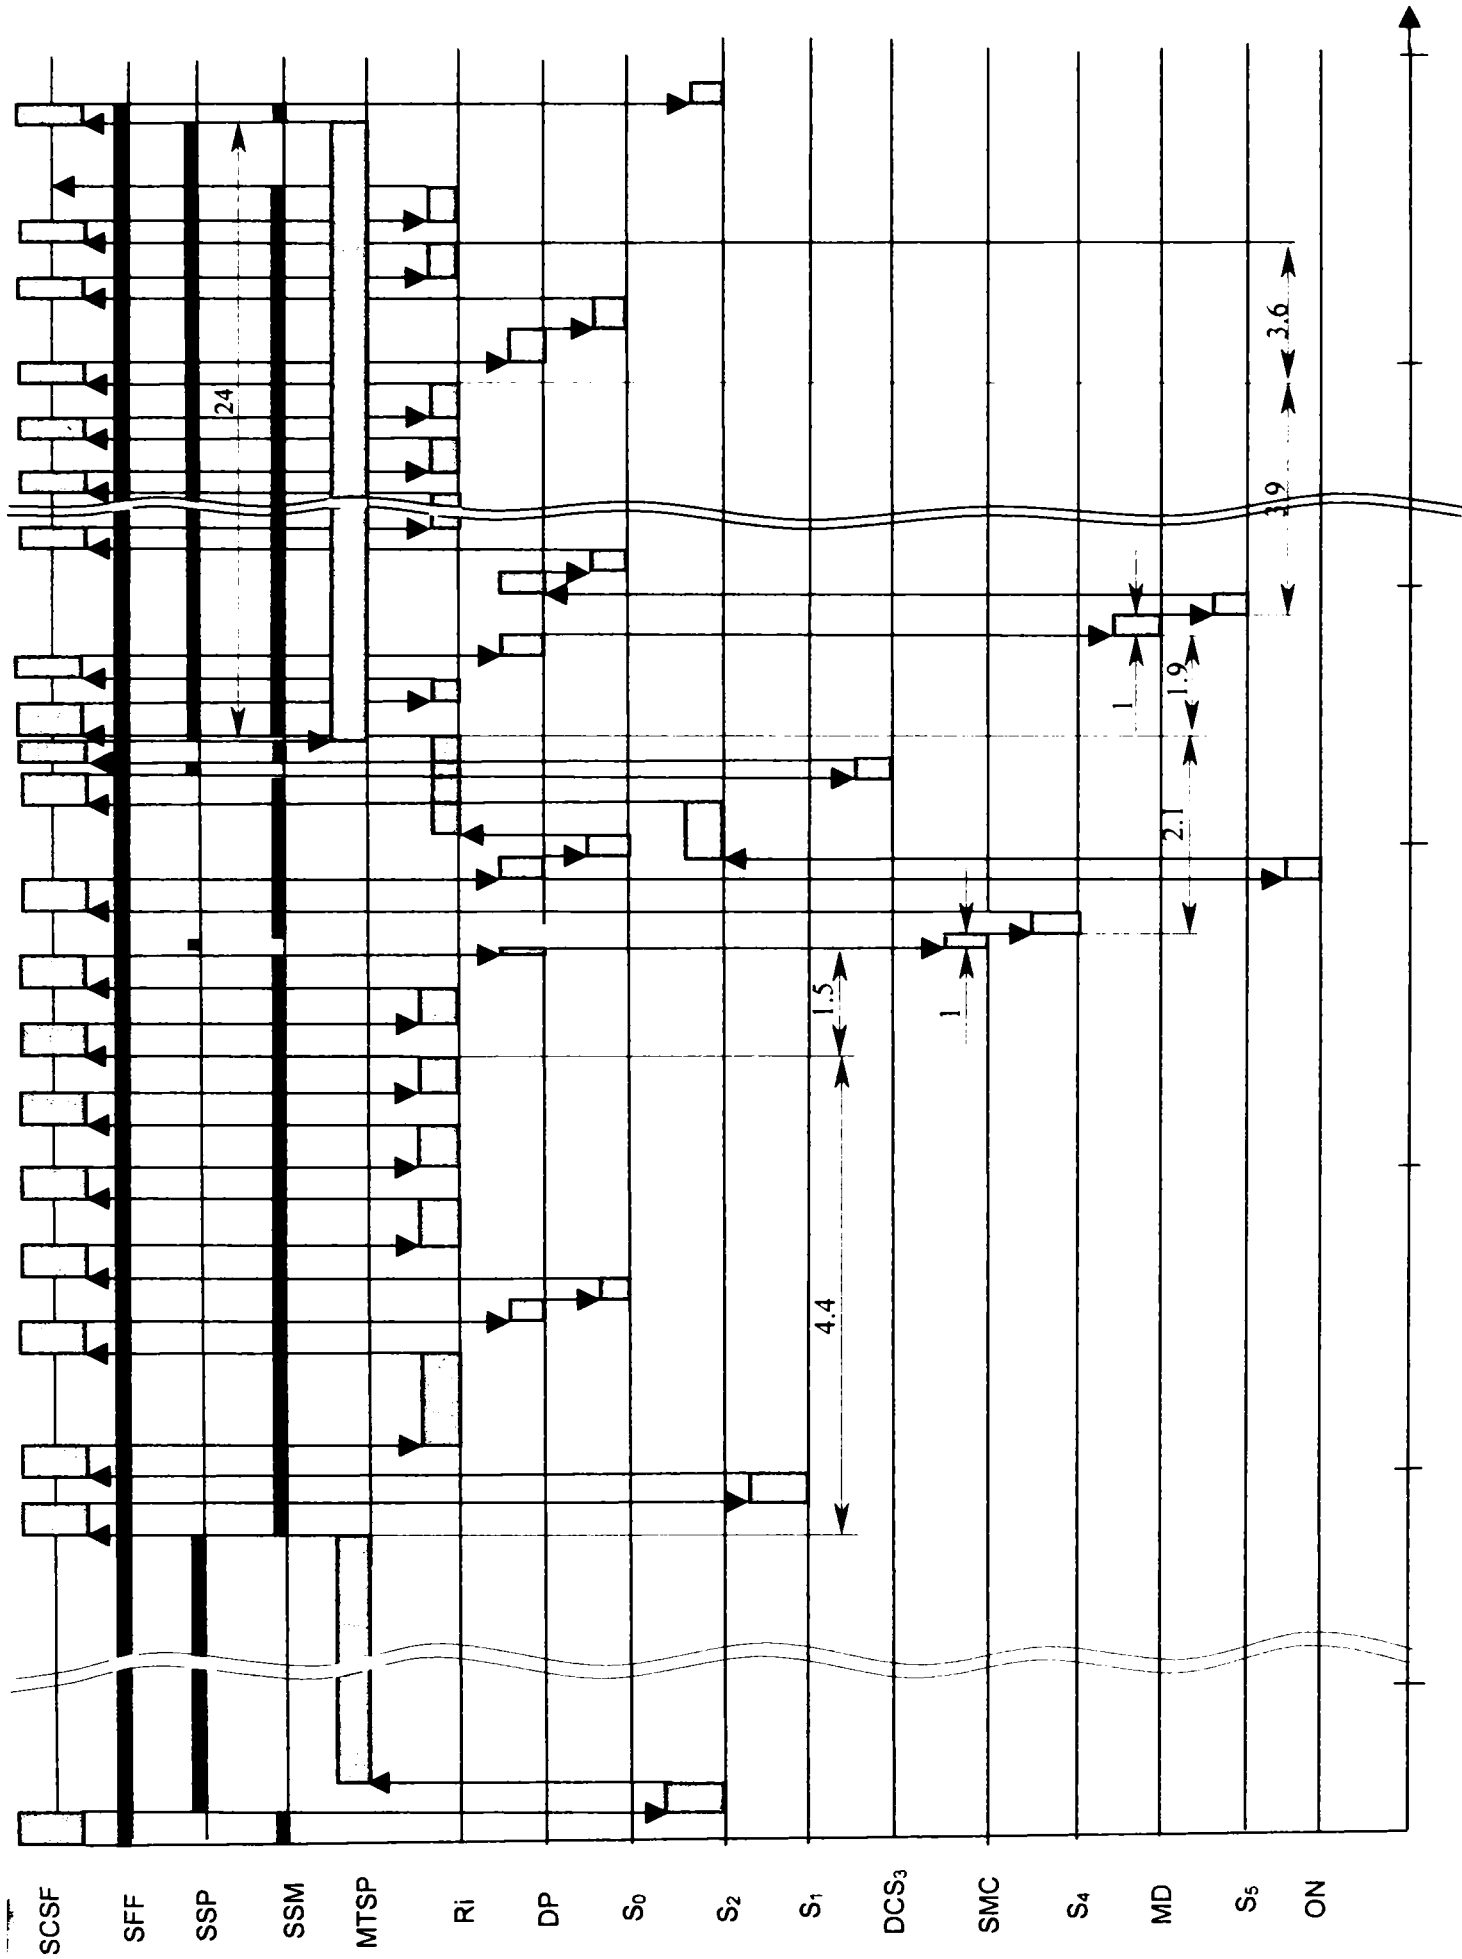 SCSF
SFF
SSP
SSM
MTSP
Ri
DP
S₀
S₂
S₁
DCS₃
SMC
S₄
MD
S₅
ON
24
4.4
1.5
1
2.1
1.9
1
3.9
3.6